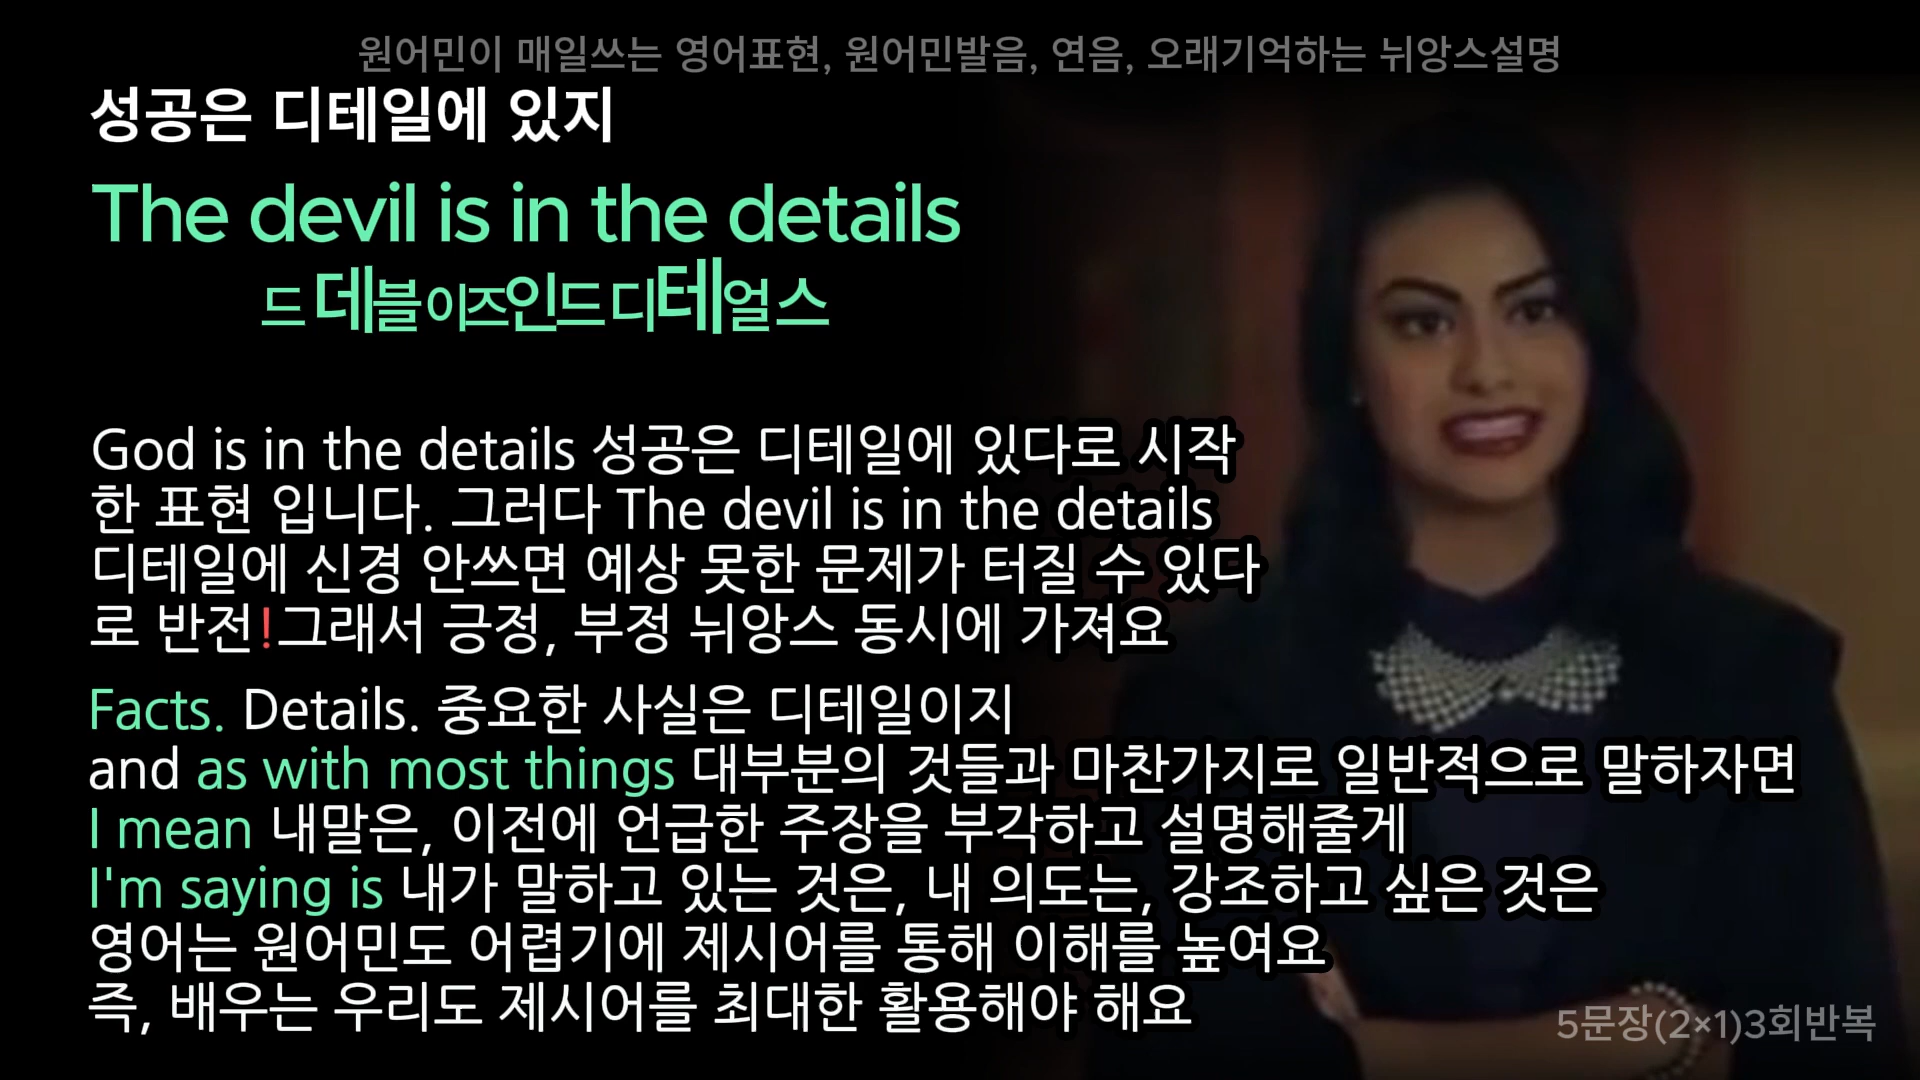 원어민이 매일쓰는 영어표현, 원어민발음, 연음, 오래기억하는 뉘앙스설명
성공은 디테일에 있지
The devil is in the details
드 데블 이즈인드 디테얼스
God is in the details 성공은 디테일에 있다로 시작
한 표현 입니다. 그러다 The devil is in the details
디테일에 신경 안쓰면 예상 못한 문제가 터질 수 있다
로 반전!그래서 긍정, 부정 뉘앙스 동시에 가져요
Facts. Details. 중요한 사실은 디테일이지
and as with most things 대부분의 것들과 마찬가지로 일반적으로 말하자면
I mean 내말은, 이전에 언급한 주장을 부각하고 설명해줄게
I'm saying is 내가 말하고 있는 것은, 내 의도는, 강조하고 싶은 것은
영어는 원어민도 어렵기에 제시어를 통해 이해를 높여요
즉, 배우는 우리도 제시어를 최대한 활용해야 해요
5문장(2×1)3회반복